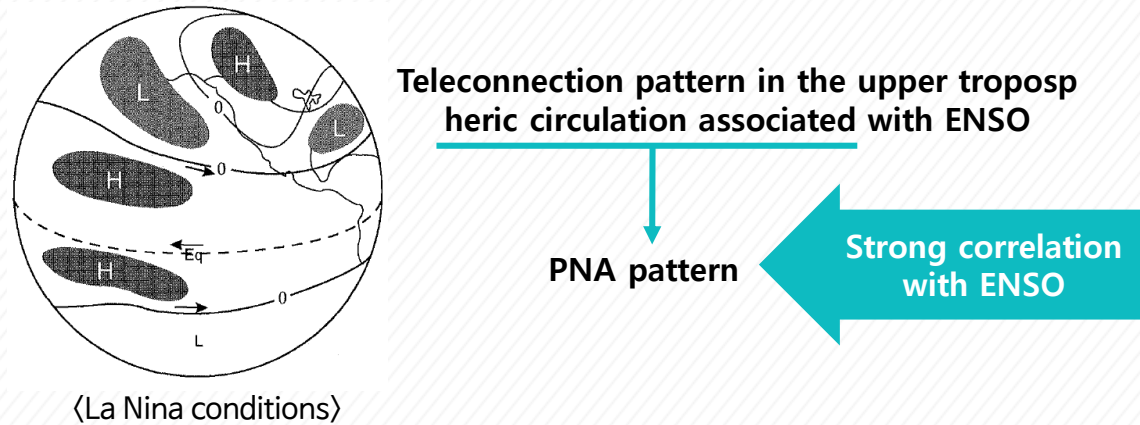 H
L
0
L
0
H
Eq
H
0
L
〈La Nina conditions〉
Teleconnection pattern in the upper troposp
heric circulation associated with ENSO
PNA pattern
Strong correlation
with ENSO